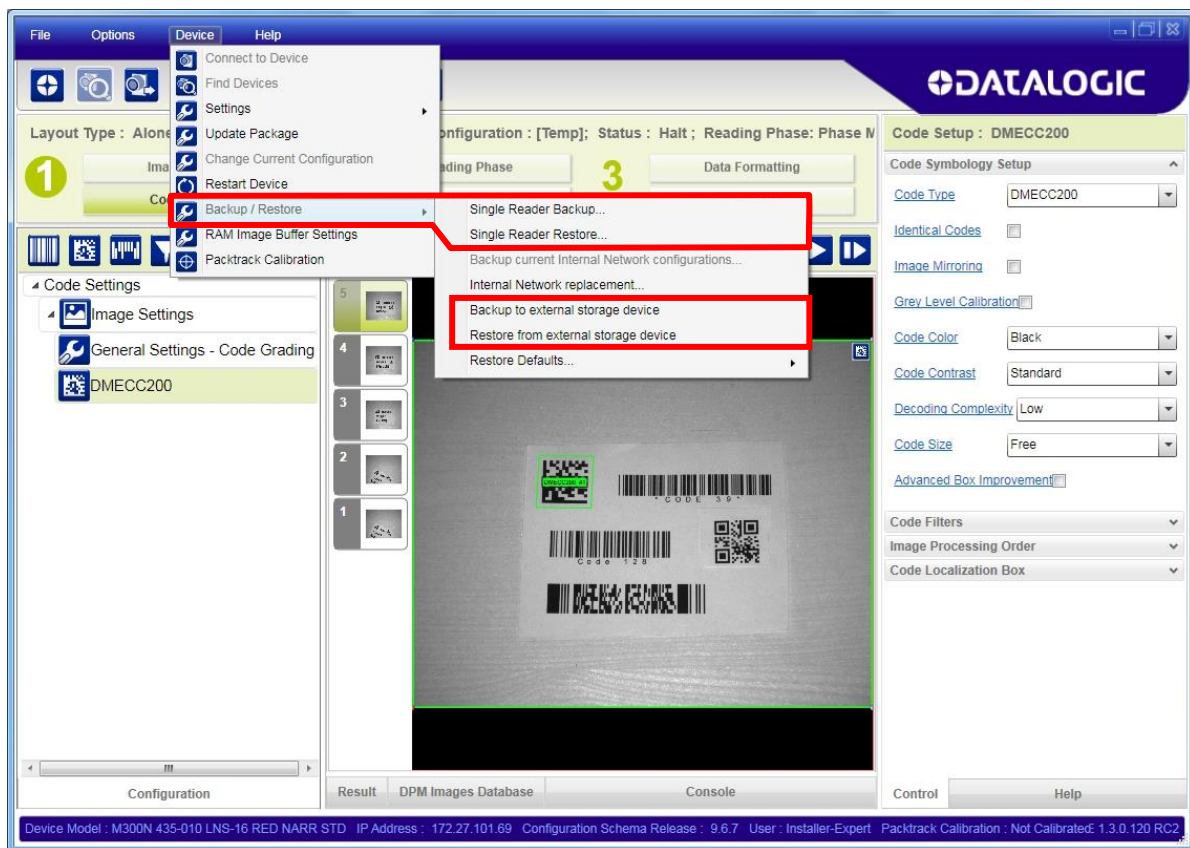 File Options Device Help
DATALOGIC
Connect to Device
Find Devices
Settings
Update Package
Change Current Configuration
Restart Device
Backup / Restore
RAM Image Buffer Settings
Packtrack Calibration
Single Reader Backup...
Single Reader Restore...
Backup current Internal Network configurations...
Internal Network replacement...
Backup to external storage device
Restore from external storage device
Restore Defaults...
Layout Type : Alone
onfiguration : [Temp]; Status : Halt ; Reading Phase: Phase M
1
Ima
Co
ading Phase
3
Data Formatting
Code Settings
Image Settings
General Settings - Code Grading
DMECC200
5
4
3
2
1
DMECC200 41
*CODE 39*
Code 128
Code Setup : DMECC200
Code Symbology Setup
Code Type DMECC200
Identical Codes
Image Mirroring
Grey Level Calibration
Code Color Black
Code Contrast Standard
Decoding Complexity Low
Code Size Free
Advanced Box Improvement
Code Filters
Image Processing Order
Code Localization Box
Configuration
Result DPM Images Database Console
Control Help
Device Model : M300N 435-010 LNS-16 RED NARR STD IP Address : 172.27.101.69 Configuration Schema Release : 9.6.7 User : Installer-Expert Packtrack Calibration : Not Calibrated£ 1.3.0.120 RC2